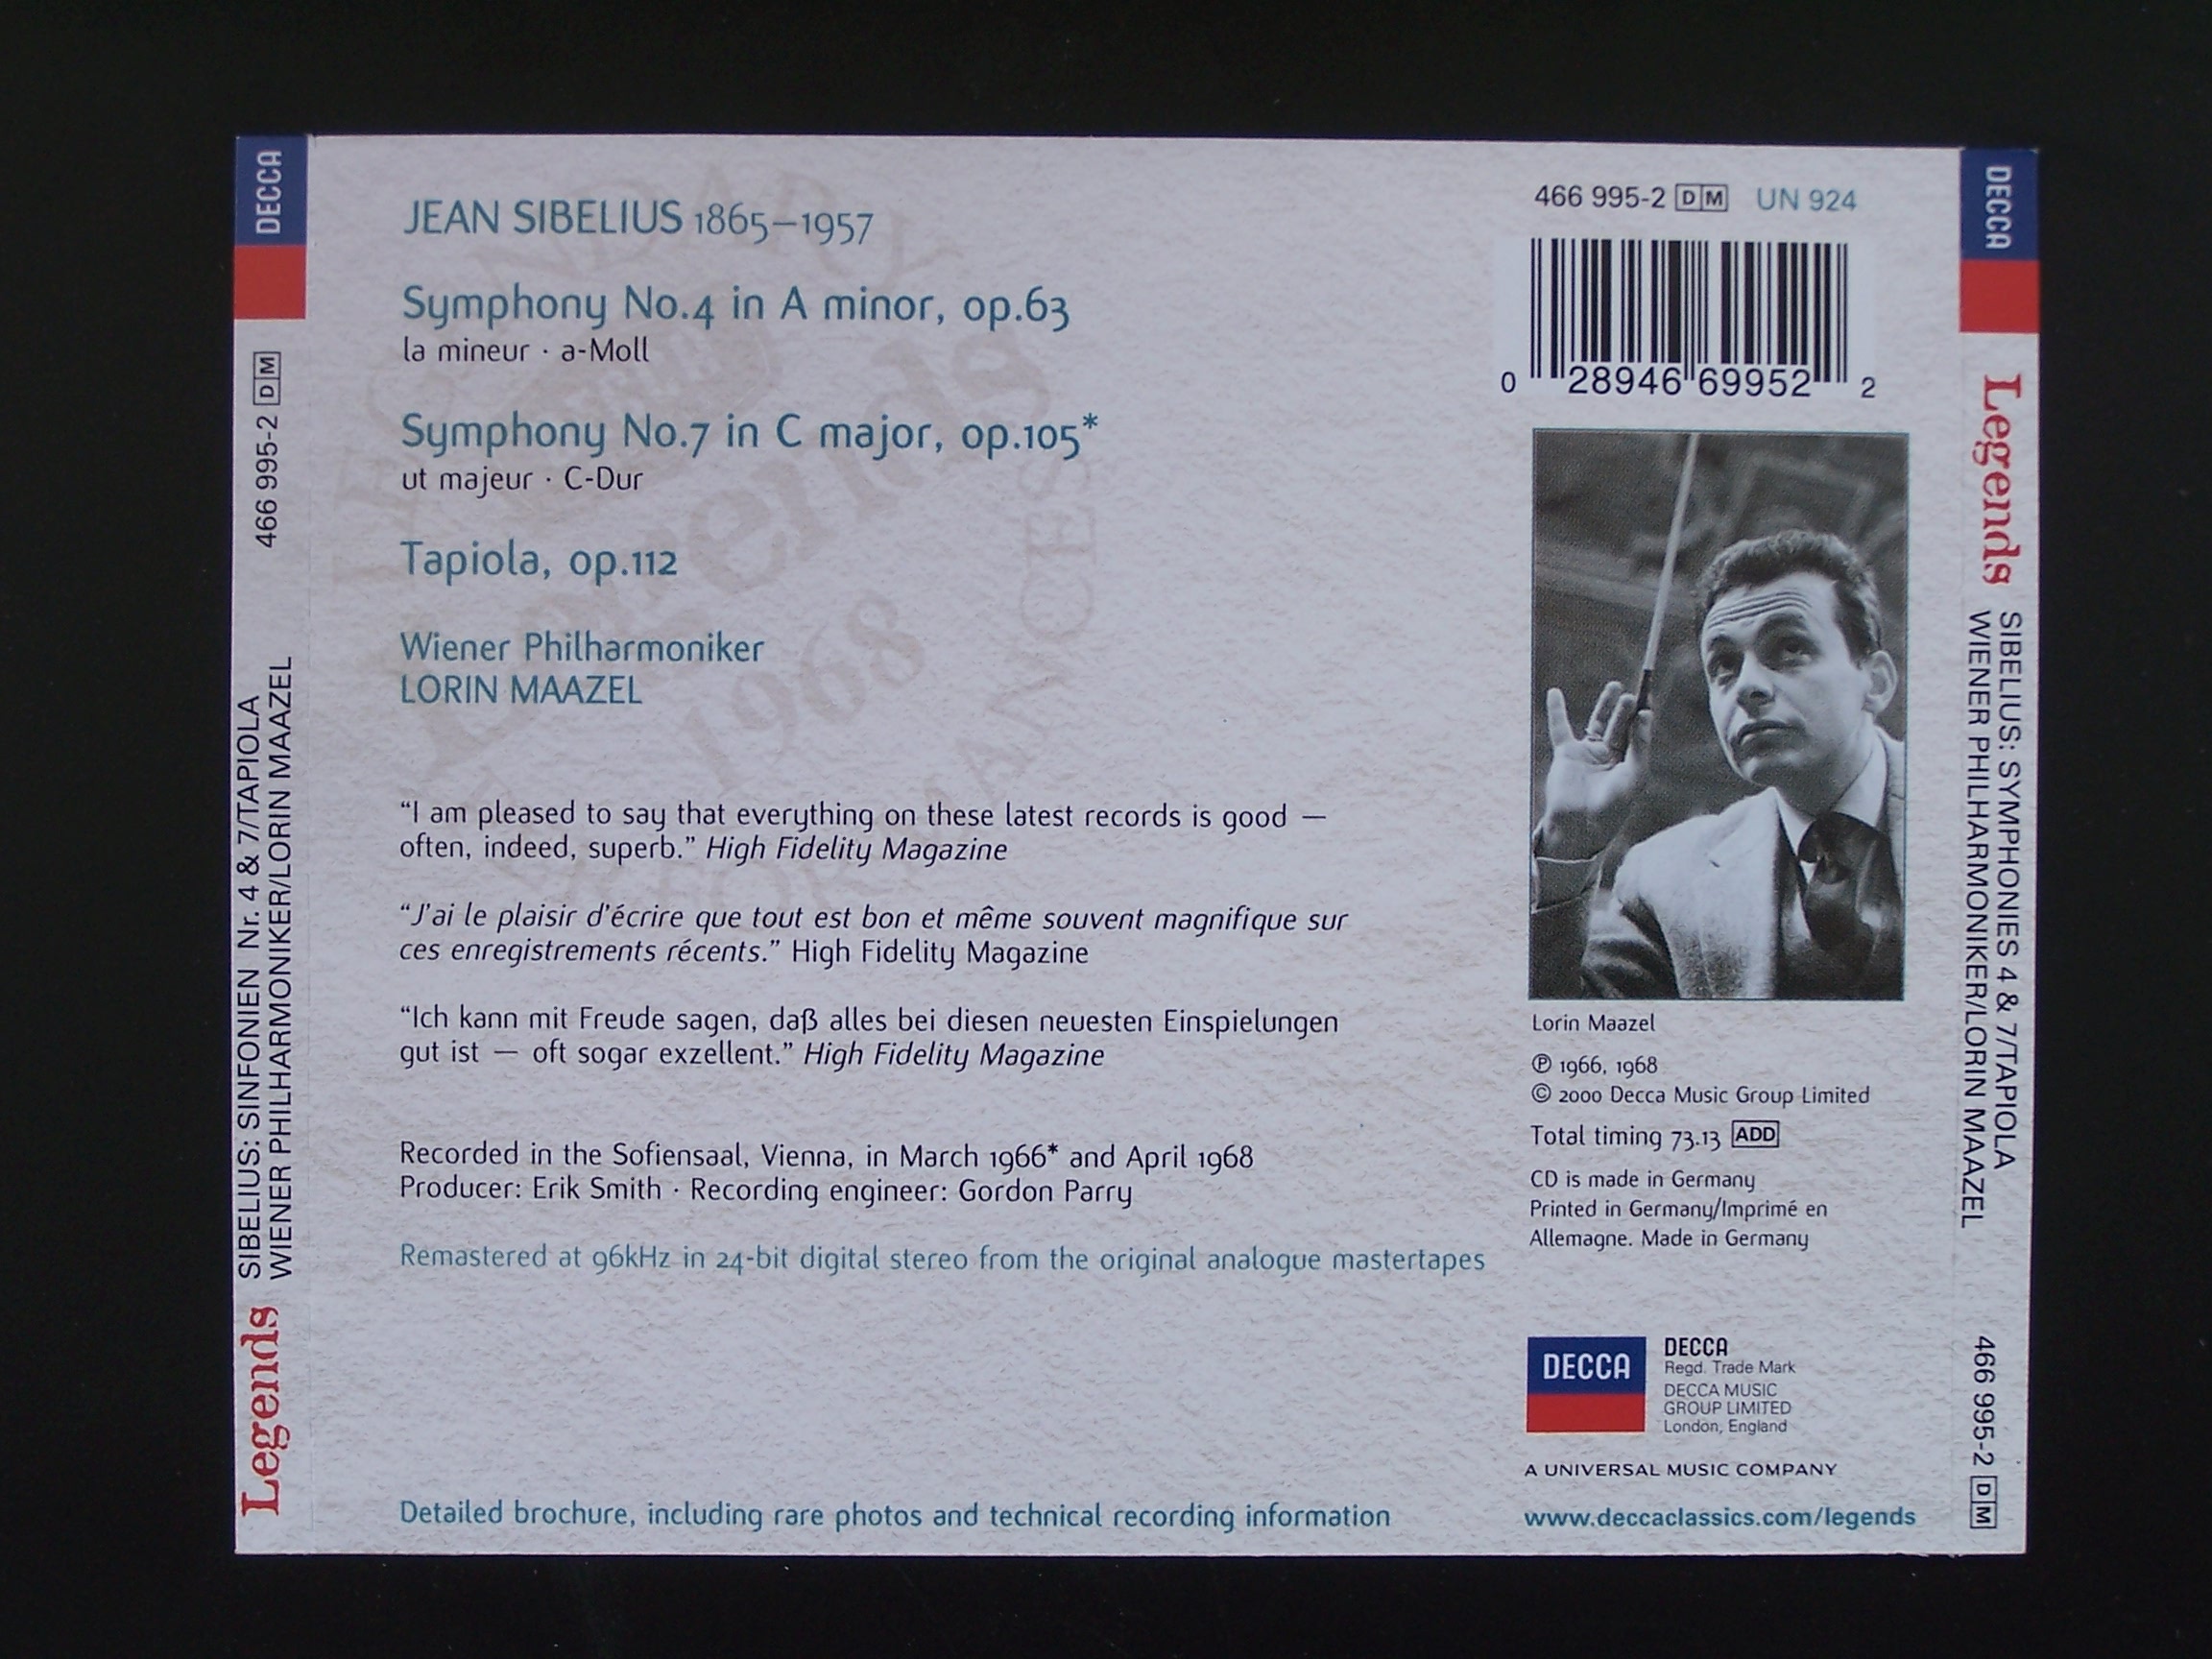 DECCA
466 995-2 DM
SIBELIUS: SINFONIEN Nr. 4 & 7/TAPIOLA
WIENER PHILHARMONIKER/LORIN MAAZEL
Legends
JEAN SIBELIUS 1865–1957
Symphony No.4 in A minor, op.63
la mineur · a-Moll
Symphony No.7 in C major, op.105*
ut majeur · C-Dur
Tapiola, op.112
Wiener Philharmoniker
LORIN MAAZEL
LEGENDARY
Legends
1968
PERFORMANCES
“I am pleased to say that everything on these latest records is good —
often, indeed, superb.” High Fidelity Magazine
“J’ai le plaisir d’écrire que tout est bon et même souvent magnifique sur
ces enregistrements récents.” High Fidelity Magazine
“Ich kann mit Freude sagen, daß alles bei diesen neuesten Einspielungen
gut ist — oft sogar exzellent.” High Fidelity Magazine
Recorded in the Sofiensaal, Vienna, in March 1966* and April 1968
Producer: Erik Smith · Recording engineer: Gordon Parry
Remastered at 96kHz in 24-bit digital stereo from the original analogue mastertapes
Detailed brochure, including rare photos and technical recording information
466 995-2 DM UN 924
0 28946 69952 2
Lorin Maazel
℗ 1966, 1968
© 2000 Decca Music Group Limited
Total timing 73.13 ADD
CD is made in Germany
Printed in Germany/Imprimé en
Allemagne. Made in Germany
DECCA
DECCA
Regd. Trade Mark
DECCA MUSIC
GROUP LIMITED
London, England
A UNIVERSAL MUSIC COMPANY
www.deccaclassics.com/legends
DECCA
Legends
SIBELIUS: SYMPHONIES 4 & 7/TAPIOLA
WIENER PHILHARMONIKER/LORIN MAAZEL
466 995-2 DM